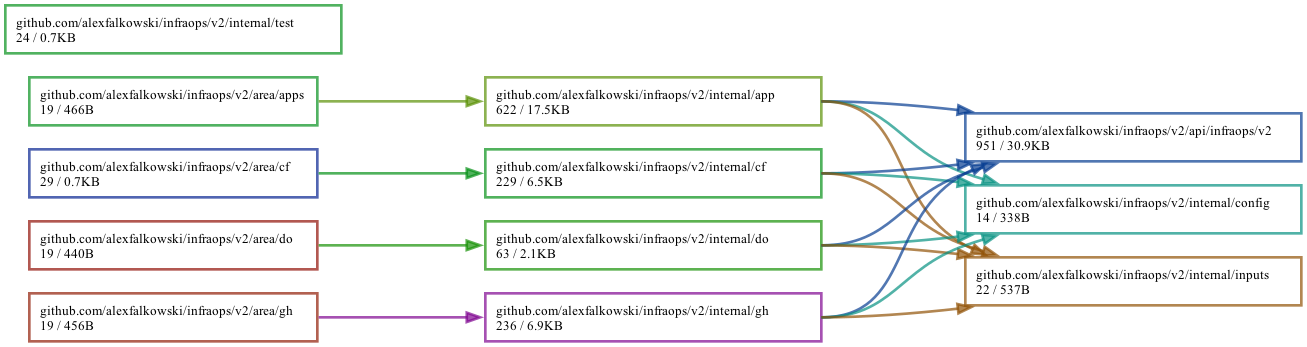 github.com/alexfalkowski/infraops/v2/internal/test
24 / 0.7KB
github.com/alexfalkowski/infraops/v2/area/apps
19 / 466B
github.com/alexfalkowski/infraops/v2/internal/app
622 / 17.5KB
github.com/alexfalkowski/infraops/v2/api/infraops/v2
951 / 30.9KB
github.com/alexfalkowski/infraops/v2/area/cf
29 / 0.7KB
github.com/alexfalkowski/infraops/v2/internal/cf
229 / 6.5KB
github.com/alexfalkowski/infraops/v2/internal/config
14 / 338B
github.com/alexfalkowski/infraops/v2/area/do
19 / 440B
github.com/alexfalkowski/infraops/v2/internal/do
63 / 2.1KB
github.com/alexfalkowski/infraops/v2/internal/inputs
22 / 537B
github.com/alexfalkowski/infraops/v2/area/gh
19 / 456B
github.com/alexfalkowski/infraops/v2/internal/gh
236 / 6.9KB